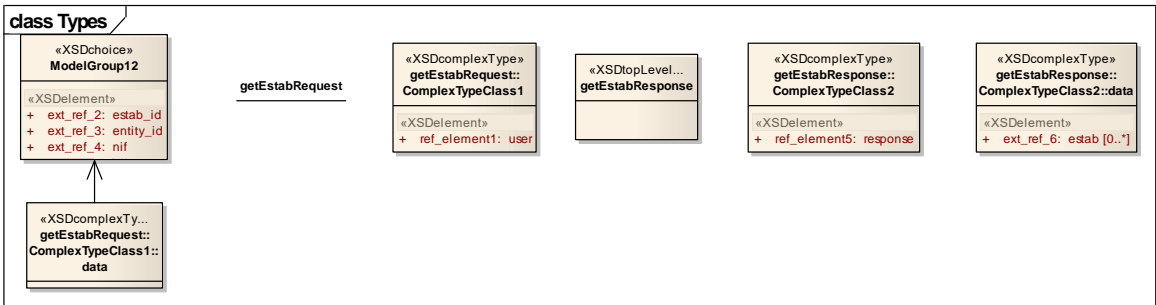 class Types
«XSDchoice»
ModelGroup12
«XSDelement»
+ ext_ref_2: estab_id
+ ext_ref_3: entity_id
+ ext_ref_4: nif
«XSDcomplexTy...
getEstabRequest::
ComplexTypeClass1::
data
getEstabRequest
«XSDcomplexType»
getEstabRequest::
ComplexTypeClass1
«XSDelement»
+ ref_element1: user
«XSDtopLevel...
getEstabResponse
«XSDcomplexType»
getEstabResponse::
ComplexTypeClass2
«XSDelement»
+ ref_element5: response
«XSDcomplexType»
getEstabResponse::
ComplexTypeClass2::data
«XSDelement»
+ ext_ref_6: estab [0..*]